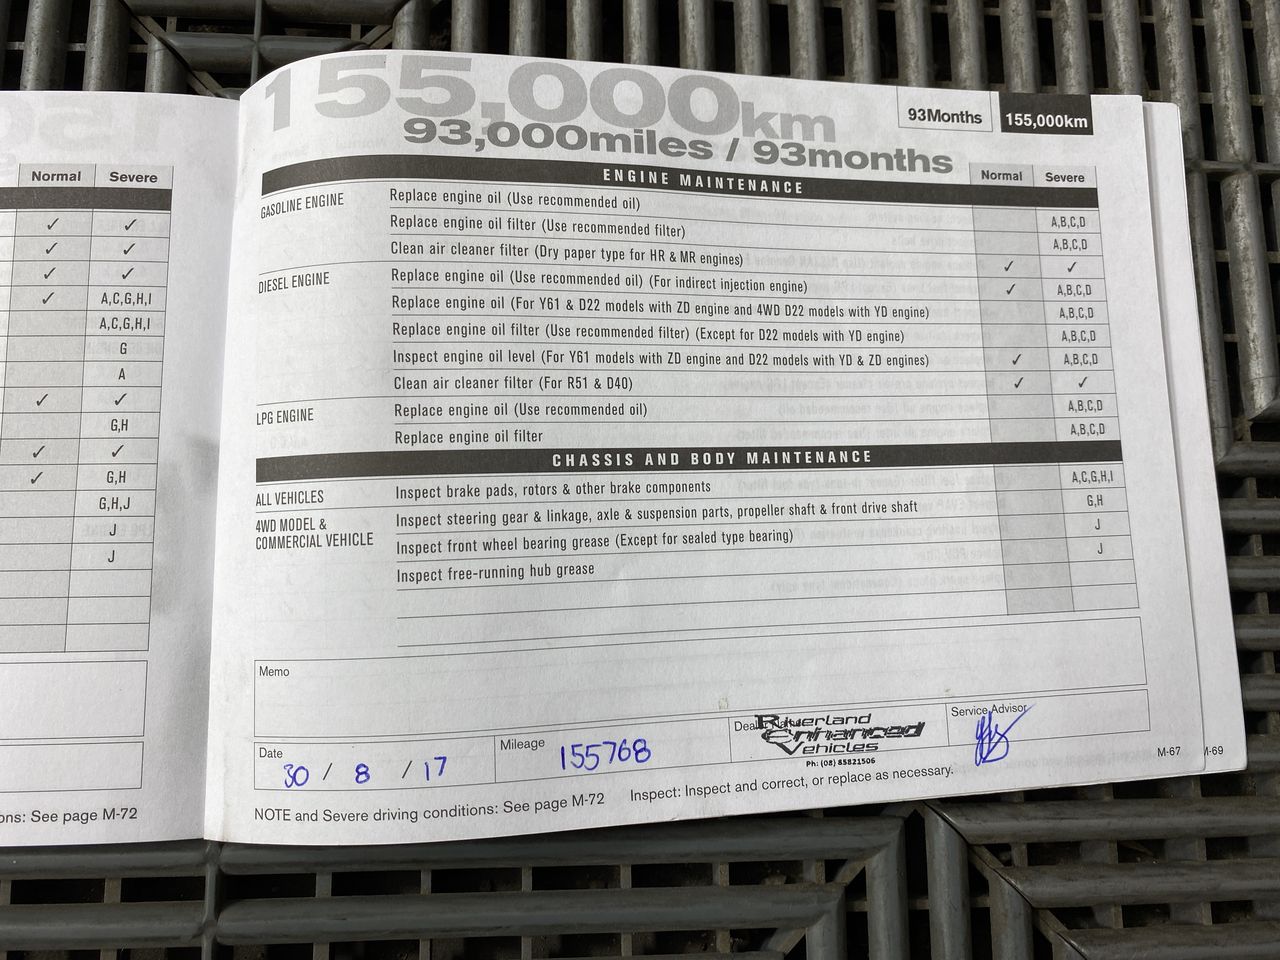 Normal Severe
✓ ✓
✓ ✓
✓ ✓
✓ A,C,G,H,I
A,C,G,H,I
G
A
✓ ✓
G,H
✓ ✓
✓ G,H
G,H,J
J
J
ons: See page M-72
155,000km
93,000miles / 93months
93Months 155,000km
ENGINE MAINTENANCE Normal Severe
GASOLINE ENGINE Replace engine oil (Use recommended oil) A,B,C,D
Replace engine oil filter (Use recommended filter) A,B,C,D
Clean air cleaner filter (Dry paper type for HR & MR engines) ✓ ✓
DIESEL ENGINE Replace engine oil (Use recommended oil) (For indirect injection engine) ✓ A,B,C,D
Replace engine oil (For Y61 & D22 models with ZD engine and 4WD D22 models with YD engine) A,B,C,D
Replace engine oil filter (Use recommended filter) (Except for D22 models with YD engine) A,B,C,D
Inspect engine oil level (For Y61 models with ZD engine and D22 models with YD & ZD engines) ✓ A,B,C,D
Clean air cleaner filter (For R51 & D40) ✓ ✓
LPG ENGINE Replace engine oil (Use recommended oil) A,B,C,D
Replace engine oil filter A,B,C,D
CHASSIS AND BODY MAINTENANCE
ALL VEHICLES Inspect brake pads, rotors & other brake components A,C,G,H,I
4WD MODEL & COMMERCIAL VEHICLE Inspect steering gear & linkage, axle & suspension parts, propeller shaft & front drive shaft G,H
Inspect front wheel bearing grease (Except for sealed type bearing) J
Inspect free-running hub grease J
Memo
Date 30 / 8 / 17
Mileage 155768
Dealer Name Riverland
Enhanced
Vehicles
Ph: (08) 85821506
Service Advisor
NOTE and Severe driving conditions: See page M-72 Inspect: Inspect and correct, or replace as necessary.
M-67
M-69